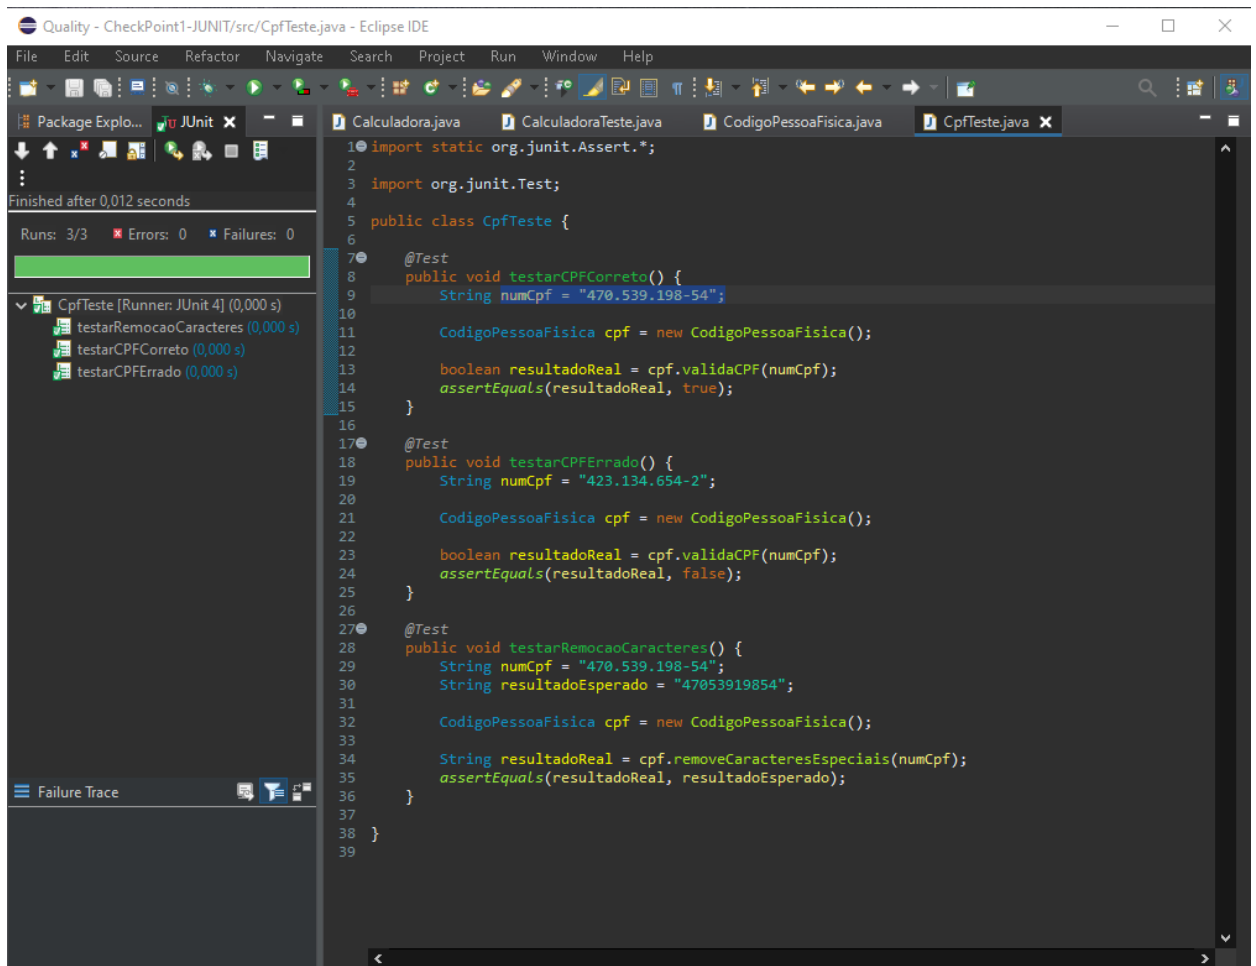 Quality - CheckPoint1-JUNIT/src/CpfTeste.java - Eclipse IDE
File Edit Source Refactor Navigate Search Project Run Window Help
Package Explo... JUnit
Finished after 0,012 seconds
Runs: 3/3 Errors: 0 Failures: 0
CpfTeste [Runner: JUnit 4] (0,000 s)
testarRemocaoCaracteres (0,000 s)
testarCPFCorreto (0,000 s)
testarCPFErrado (0,000 s)
Failure Trace
Calculadora.java CalculadoraTeste.java CodigoPessoaFisica.java CpfTeste.java
1 import static org.junit.Assert.*;
2
3 import org.junit.Test;
4
5 public class CpfTeste {
6
7 @Test
8 public void testarCPFCorreto() {
9 String numCpf = "470.539.198-54";
10
11 CodigoPessoaFisica cpf = new CodigoPessoaFisica();
12
13 boolean resultadoReal = cpf.validaCPF(numCpf);
14 assertEquals(resultadoReal, true);
15 }
16
17 @Test
18 public void testarCPFErrado() {
19 String numCpf = "423.134.654-2";
20
21 CodigoPessoaFisica cpf = new CodigoPessoaFisica();
22
23 boolean resultadoReal = cpf.validaCPF(numCpf);
24 assertEquals(resultadoReal, false);
25 }
26
27 @Test
28 public void testarRemocaoCaracteres() {
29 String numCpf = "470.539.198-54";
30 String resultadoEsperado = "47053919854";
31
32 CodigoPessoaFisica cpf = new CodigoPessoaFisica();
33
34 String resultadoReal = cpf.removeCaracteresEspeciais(numCpf);
35 assertEquals(resultadoReal, resultadoEsperado);
36 }
37
38 }
39